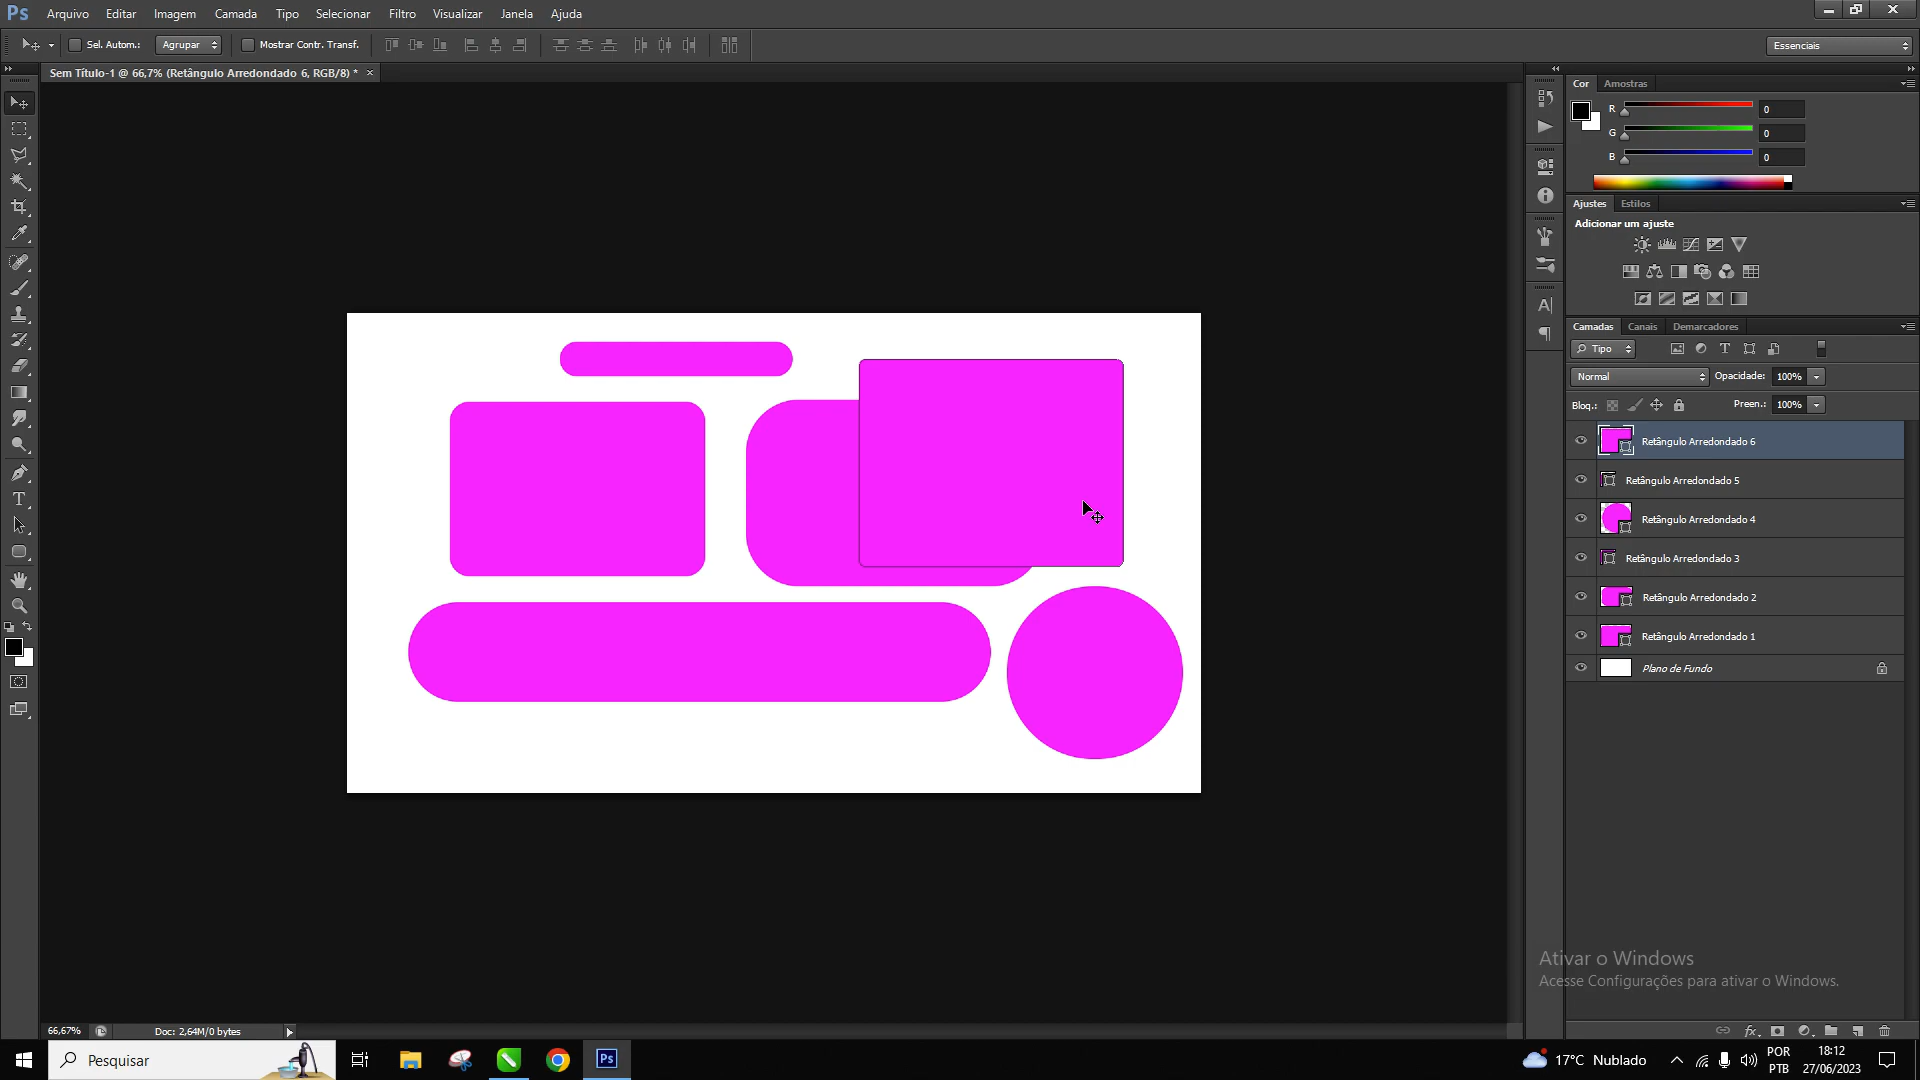 Ps Arquivo Editar Imagem Camada Tipo Selecionar Filtro Visualizar Janela Ajuda
Sel. Autom.: Agrupar Mostrar Contr. Transf. Essenciais
Sem Título-1 @ 66,7% (Retângulo Arredondado 6, RGB/8) * ×
Cor Amostras
R 0
G 0
B 0
Ajustes Estilos
Adicionar um ajuste
Camadas Canais Demarcadores
Tipo
Normal Opacidade: 100%
Bloq.: Preen.: 100%
Retângulo Arredondado 6
Retângulo Arredondado 5
Retângulo Arredondado 4
Retângulo Arredondado 3
Retângulo Arredondado 2
Retângulo Arredondado 1
Plano de Fundo
Ativar o Windows
Acesse Configurações para ativar o Windows.
66,67% Doc: 2,64M/0 bytes
fx
Pesquisar Ps 17°C Nublado POR PTB 18:12 27/06/2023